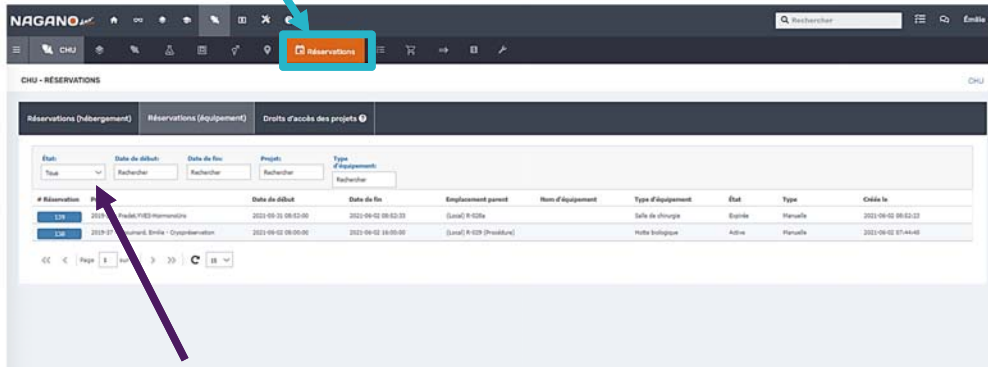 NAGANO
Rechercher
Émilie
CHU
Réservations
CHU - RÉSERVATIONS
CHU
Réservations (hébergement) Réservations (équipement) Droits d'accès des projets
État: Date de début: Date de fin: Projet: Type d'équipement:
Tous Rechercher Rechercher Rechercher Rechercher
# Réservation Date de début Date de fin Emplacement parent Nom d'équipement Type d'équipement État Type Créée le
139 Pradet,YVES-HormonoUro 2021-05-31 08:52:00 2021-06-02 08:52:33 (Local) R-028a Salle de chirurgie Expirée Manuelle 2021-06-02 08:52:23
138 Émilie - Cryopréservation 2021-06-02 08:00:00 2021-06-02 16:00:00 (Local) R-029 (Procédure) Hotte biologique Active Manuelle 2021-06-02 07:44:40
Page 1 sur